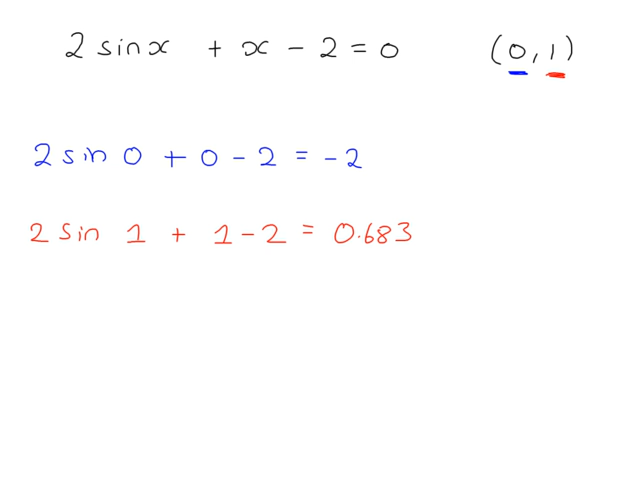 2 sin x + x - 2 = 0 (0, 1)
2 sin 0 + 0 - 2 = -2
2 sin 1 + 1 - 2 = 0.683